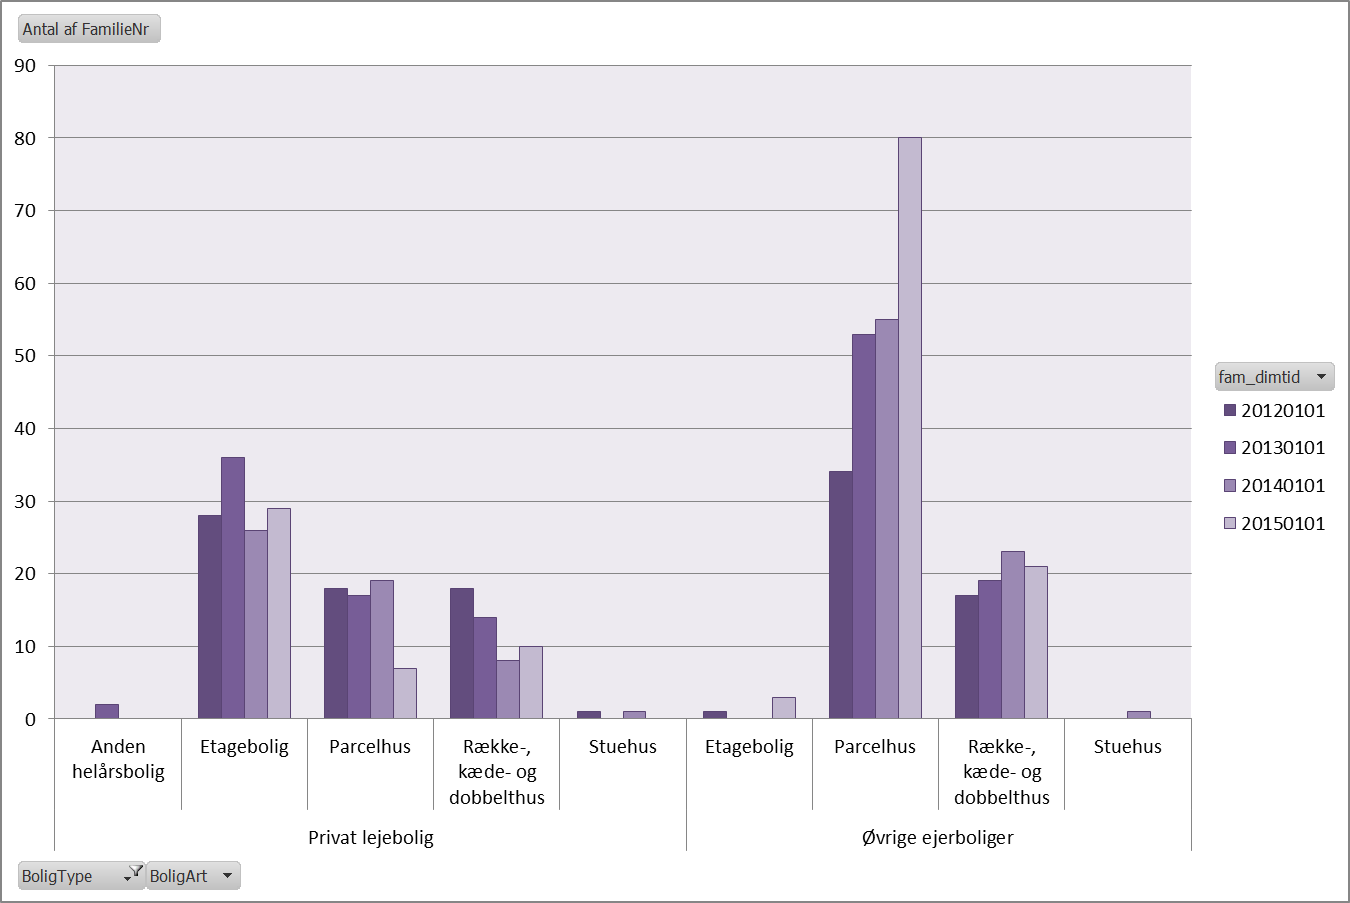 Antal af FamilieNr
90
80
70
60
50
40
30
20
10
0
fam_dimtid
20120101
20130101
20140101
20150101
Anden
helårsbolig
Etagebolig
Parcelhus
Række-,
kæde- og
dobbelthus
Stuehus
Etagebolig
Parcelhus
Række-,
kæde- og
dobbelthus
Stuehus
Privat lejebolig
Øvrige ejerboliger
BoligType
BoligArt